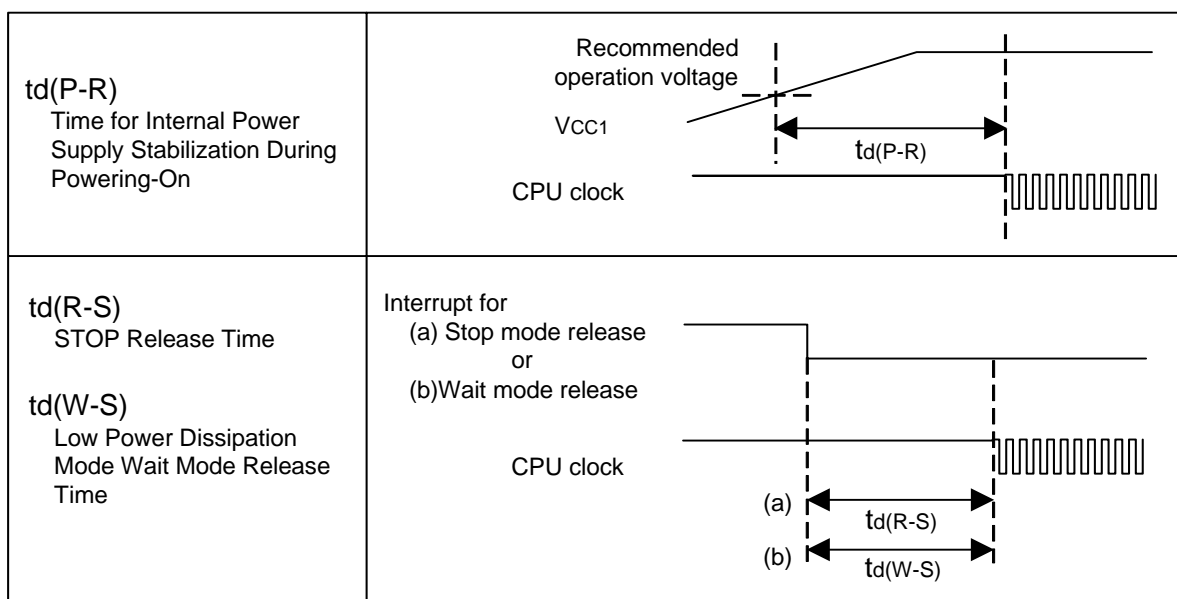 td(P-R)
Time for Internal Power
Supply Stabilization During
Powering-On
Recommended
operation voltage
VCC1
td(P-R)
CPU clock
td(R-S)
STOP Release Time
td(W-S)
Low Power Dissipation
Mode Wait Mode Release
Time
Interrupt for
(a) Stop mode release
or
(b)Wait mode release
CPU clock
(a)
td(R-S)
(b)
td(W-S)